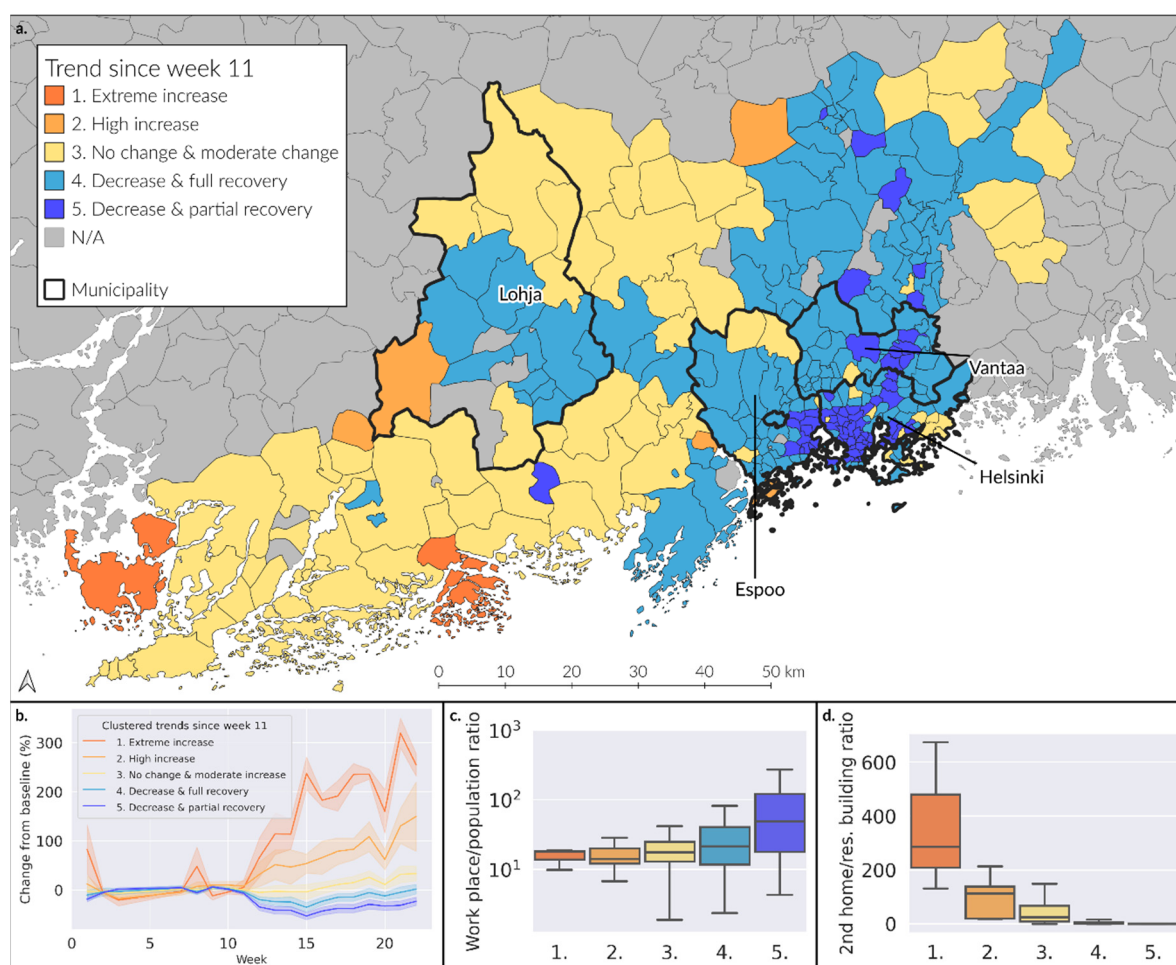 a.
Trend since week 11
1. Extreme increase
2. High increase
3. No change & moderate change
4. Decrease & full recovery
5. Decrease & partial recovery
N/A
Municipality
Lohja
Vantaa
Helsinki
Espoo
0 10 20 30 40 50 km
b.
Clustered trends since week 11
1. Extreme increase
2. High increase
3. No change & moderate increase
4. Decrease & full recovery
5. Decrease & partial recovery
Change from baseline (%)
300
200
100
0
0 5 10 15 20
Week
c.
Work place/population ratio
10³
10²
10¹
1. 2. 3. 4. 5.
d.
2nd home/res. building ratio
600
400
200
0
1. 2. 3. 4. 5.